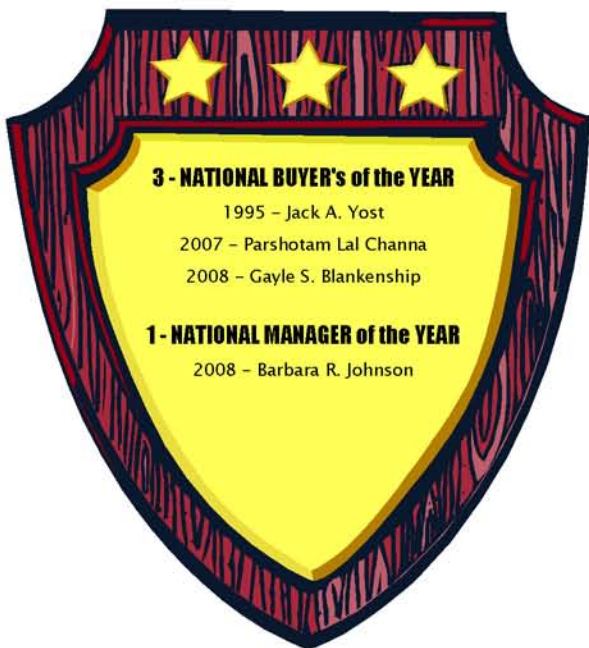 3 - NATIONAL BUYER's of the YEAR
1995 – Jack A. Yost
2007 – Parshotam Lal Channa
2008 – Gayle S. Blankenship
1 - NATIONAL MANAGER of the YEAR
2008 – Barbara R. Johnson